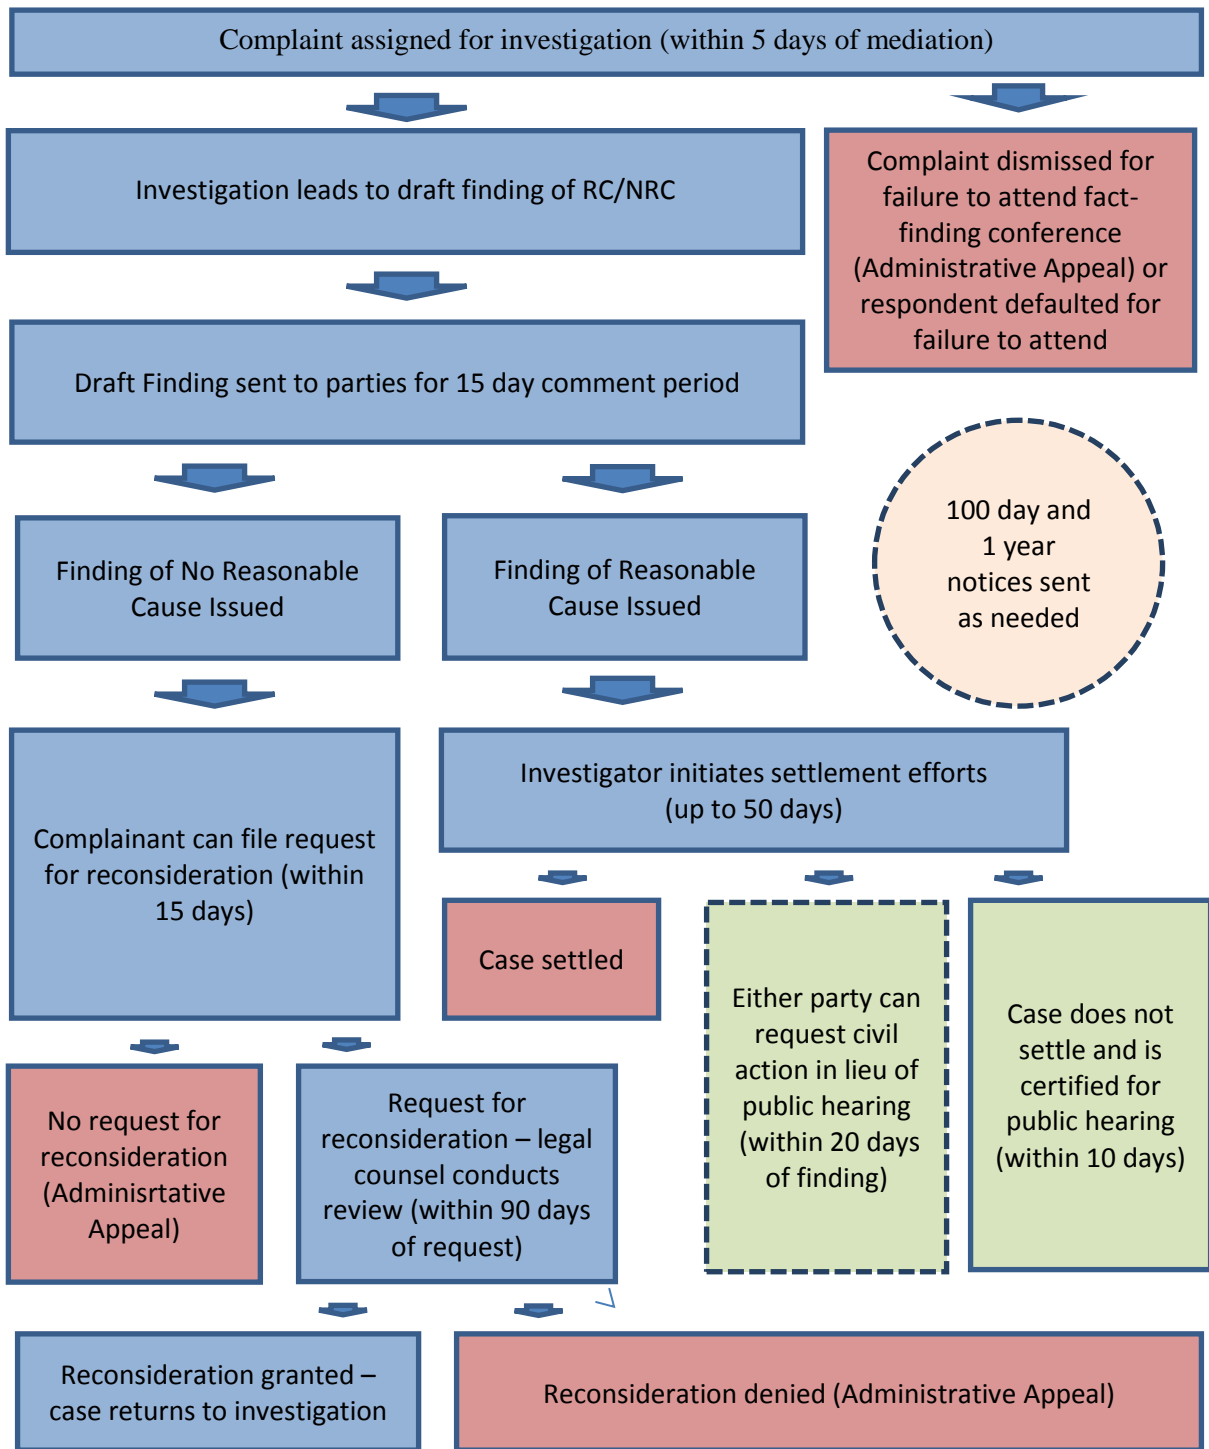 Complaint assigned for investigation (within 5 days of mediation)
Investigation leads to draft finding of RC/NRC
Complaint dismissed for
failure to attend fact-
finding conference
(Administrative Appeal) or
respondent defaulted for
failure to attend
Draft Finding sent to parties for 15 day comment period
Finding of No Reasonable
Cause Issued
Finding of Reasonable
Cause Issued
100 day and
1 year
notices sent
as needed
Complainant can file request
for reconsideration (within
15 days)
Investigator initiates settlement efforts
(up to 50 days)
Case settled
Either party can
request civil
action in lieu of
public hearing
(within 20 days
of finding)
Case does not
settle and is
certified for
public hearing
(within 10 days)
No request for
reconsideration
(Adminisrtative
Appeal)
Request for
reconsideration – legal
counsel conducts
review (within 90 days
of request)
Reconsideration granted –
case returns to investigation
Reconsideration denied (Administrative Appeal)